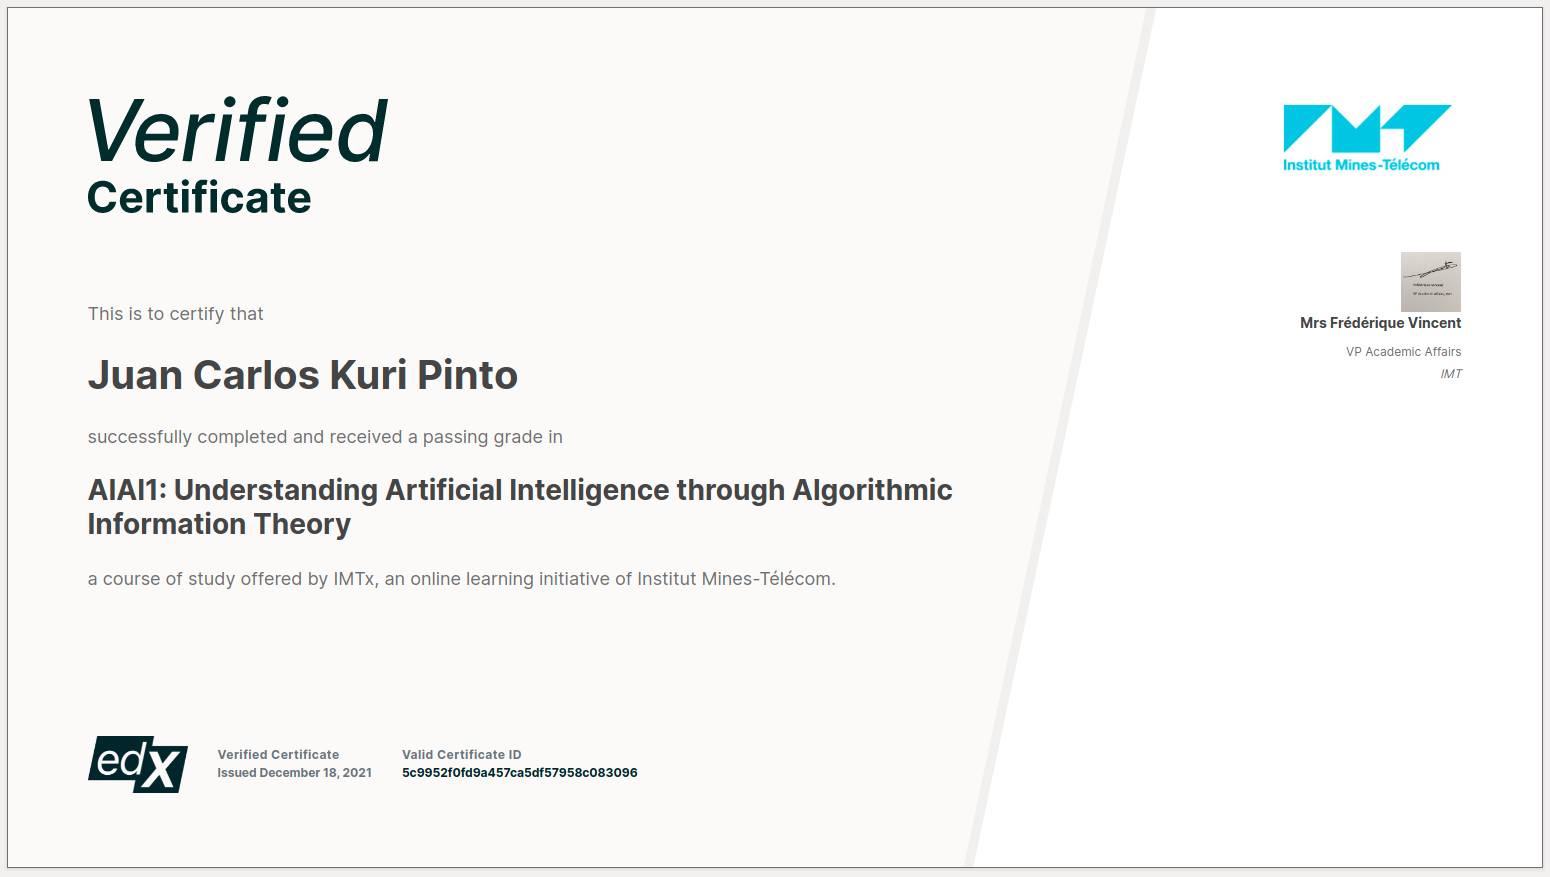 Verified
Certificate
Institut Mines-Télécom
Mrs Frédérique Vincent
VP Academic Affairs
IMT
This is to certify that
Juan Carlos Kuri Pinto
successfully completed and received a passing grade in
AIAI1: Understanding Artificial Intelligence through Algorithmic
Information Theory
a course of study offered by IMTx, an online learning initiative of Institut Mines-Télécom.
edX
Verified Certificate
Issued December 18, 2021
Valid Certificate ID
5c9952f0fd9a457ca5df57958c083096